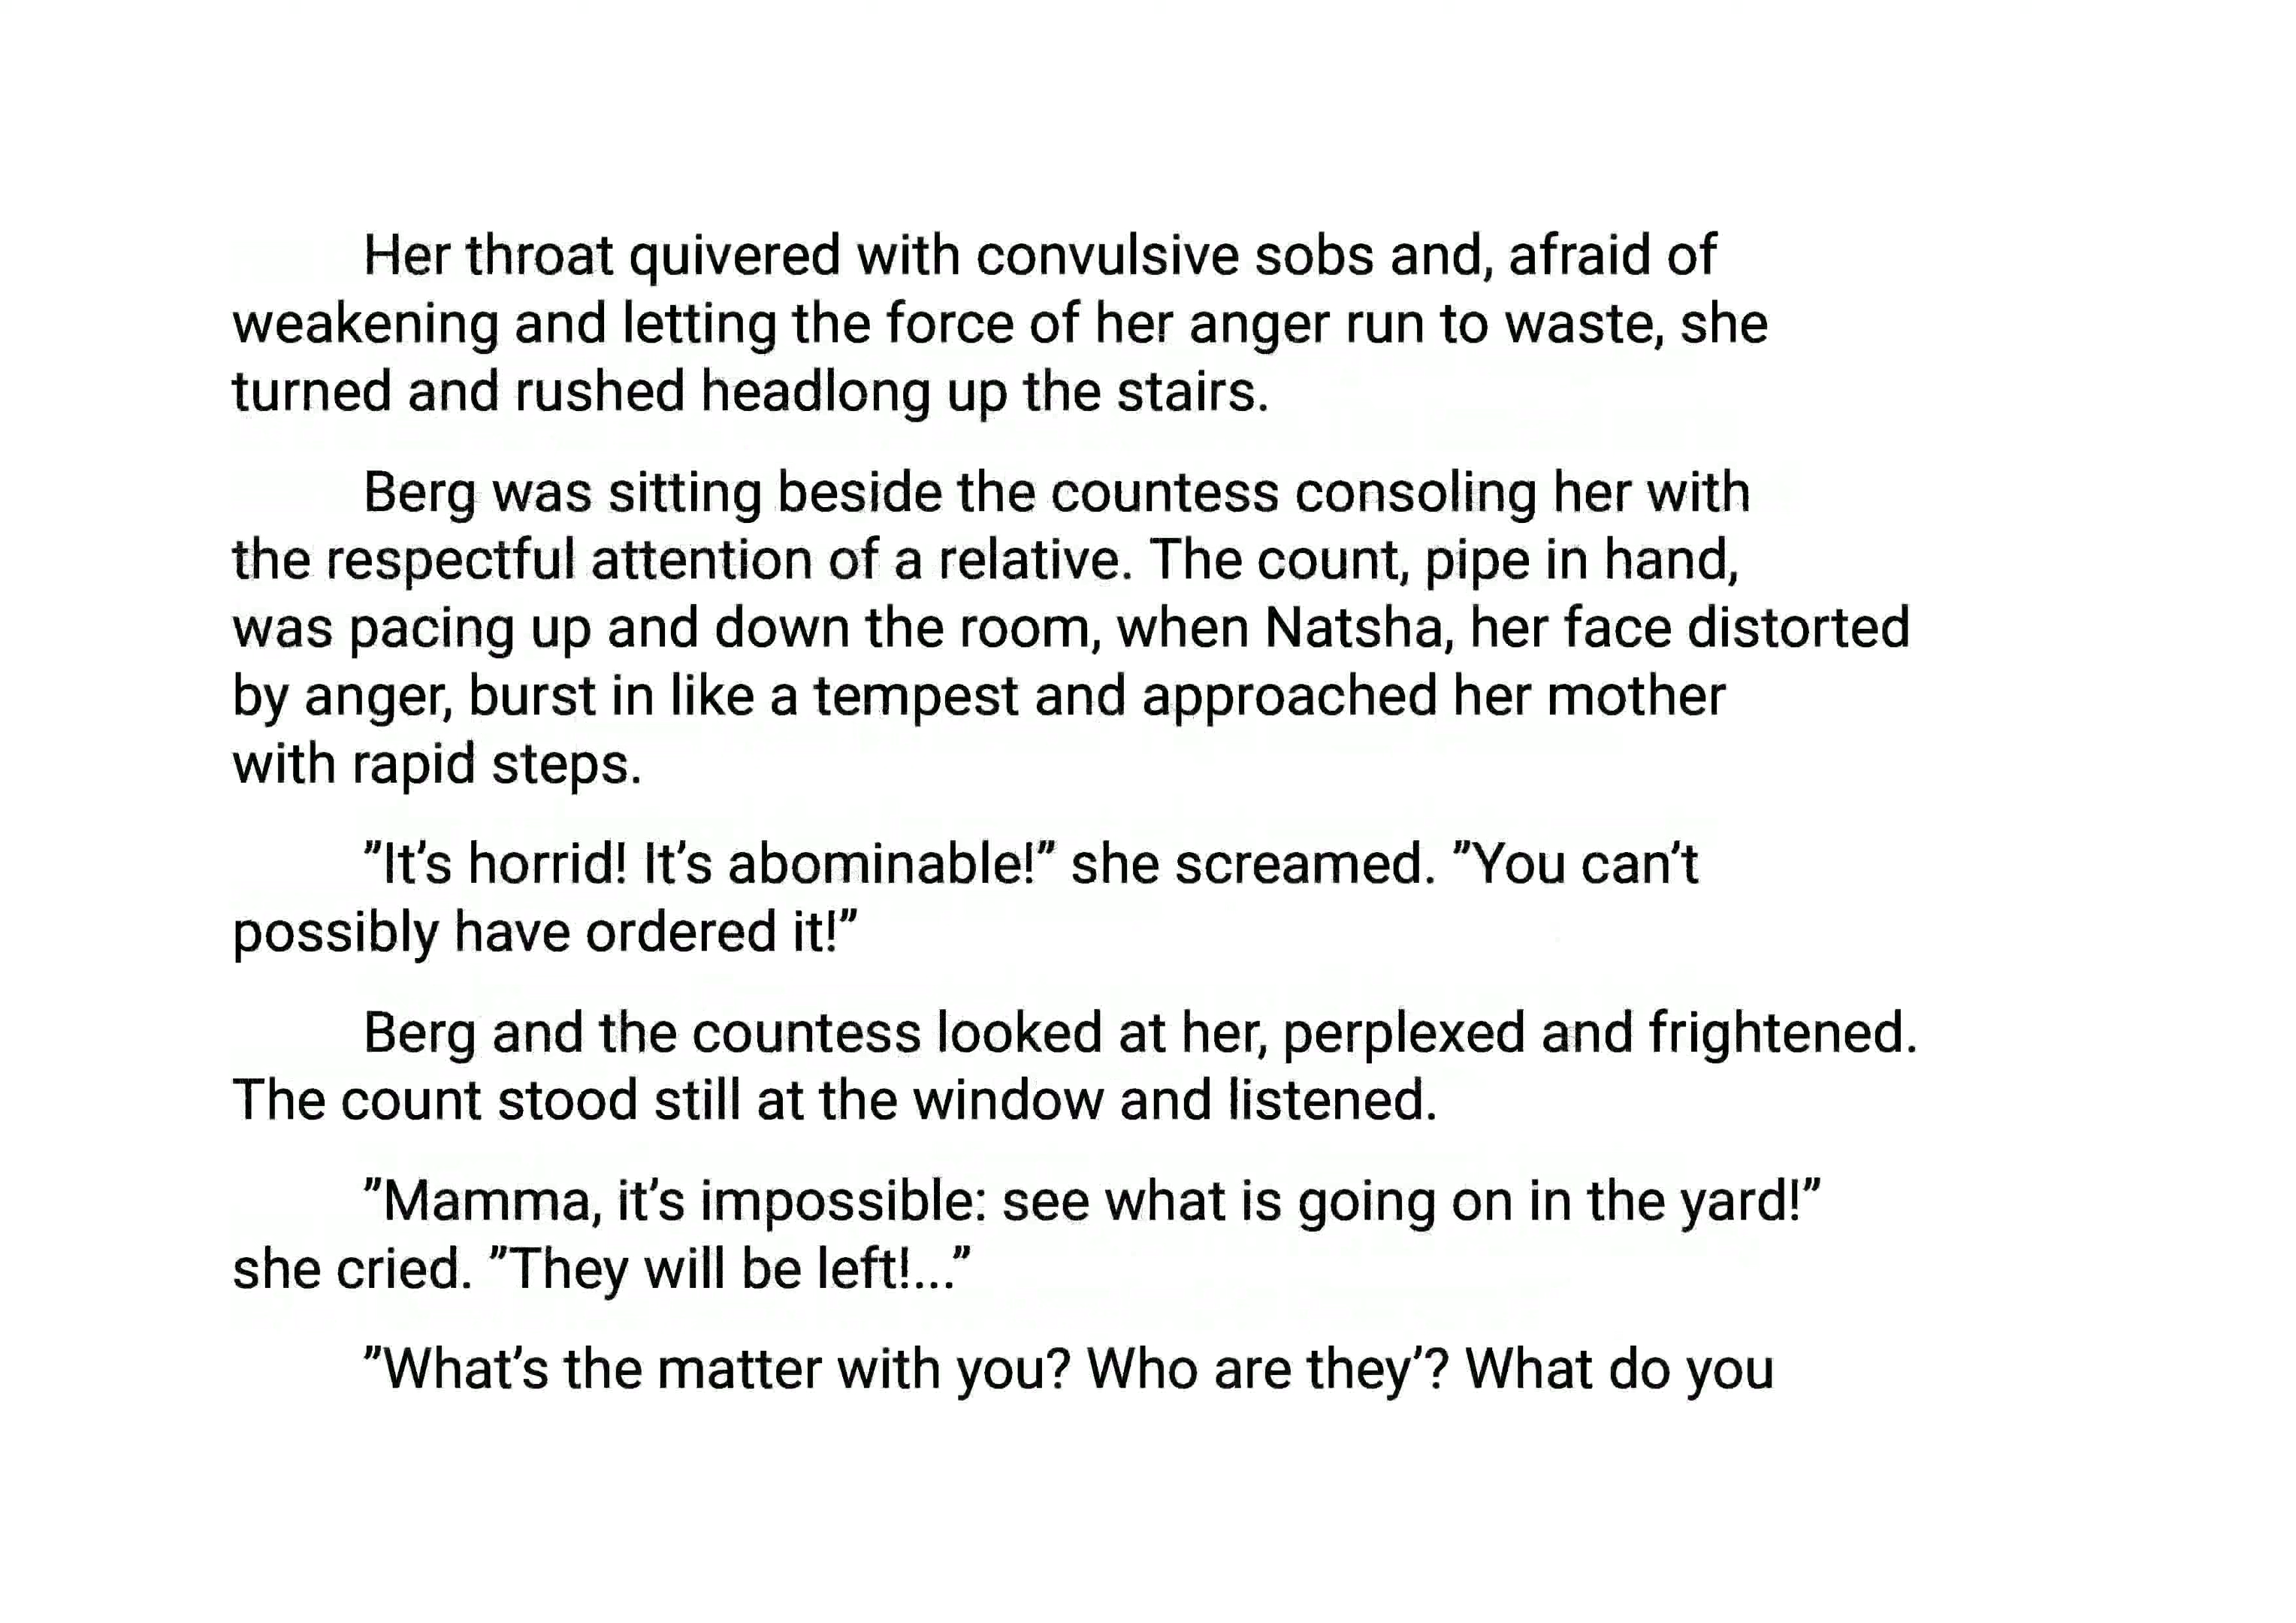 Her throat quivered with convulsive sobs and, afraid of
weakening and letting the force of her anger run to waste, she
turned and rushed headlong up the stairs.
Berg was sitting beside the countess consoling her with
the respectful attention of a relative. The count, pipe in hand,
was pacing up and down the room, when Natsha, her face distorted
by anger, burst in like a tempest and approached her mother
with rapid steps.
”It’s horrid! It’s abominable!” she screamed. ”You can’t
possibly have ordered it!”
Berg and the countess looked at her, perplexed and frightened.
The count stood still at the window and listened.
”Mamma, it’s impossible: see what is going on in the yard!”
she cried. ”They will be left!...”
”What’s the matter with you? Who are they’? What do you